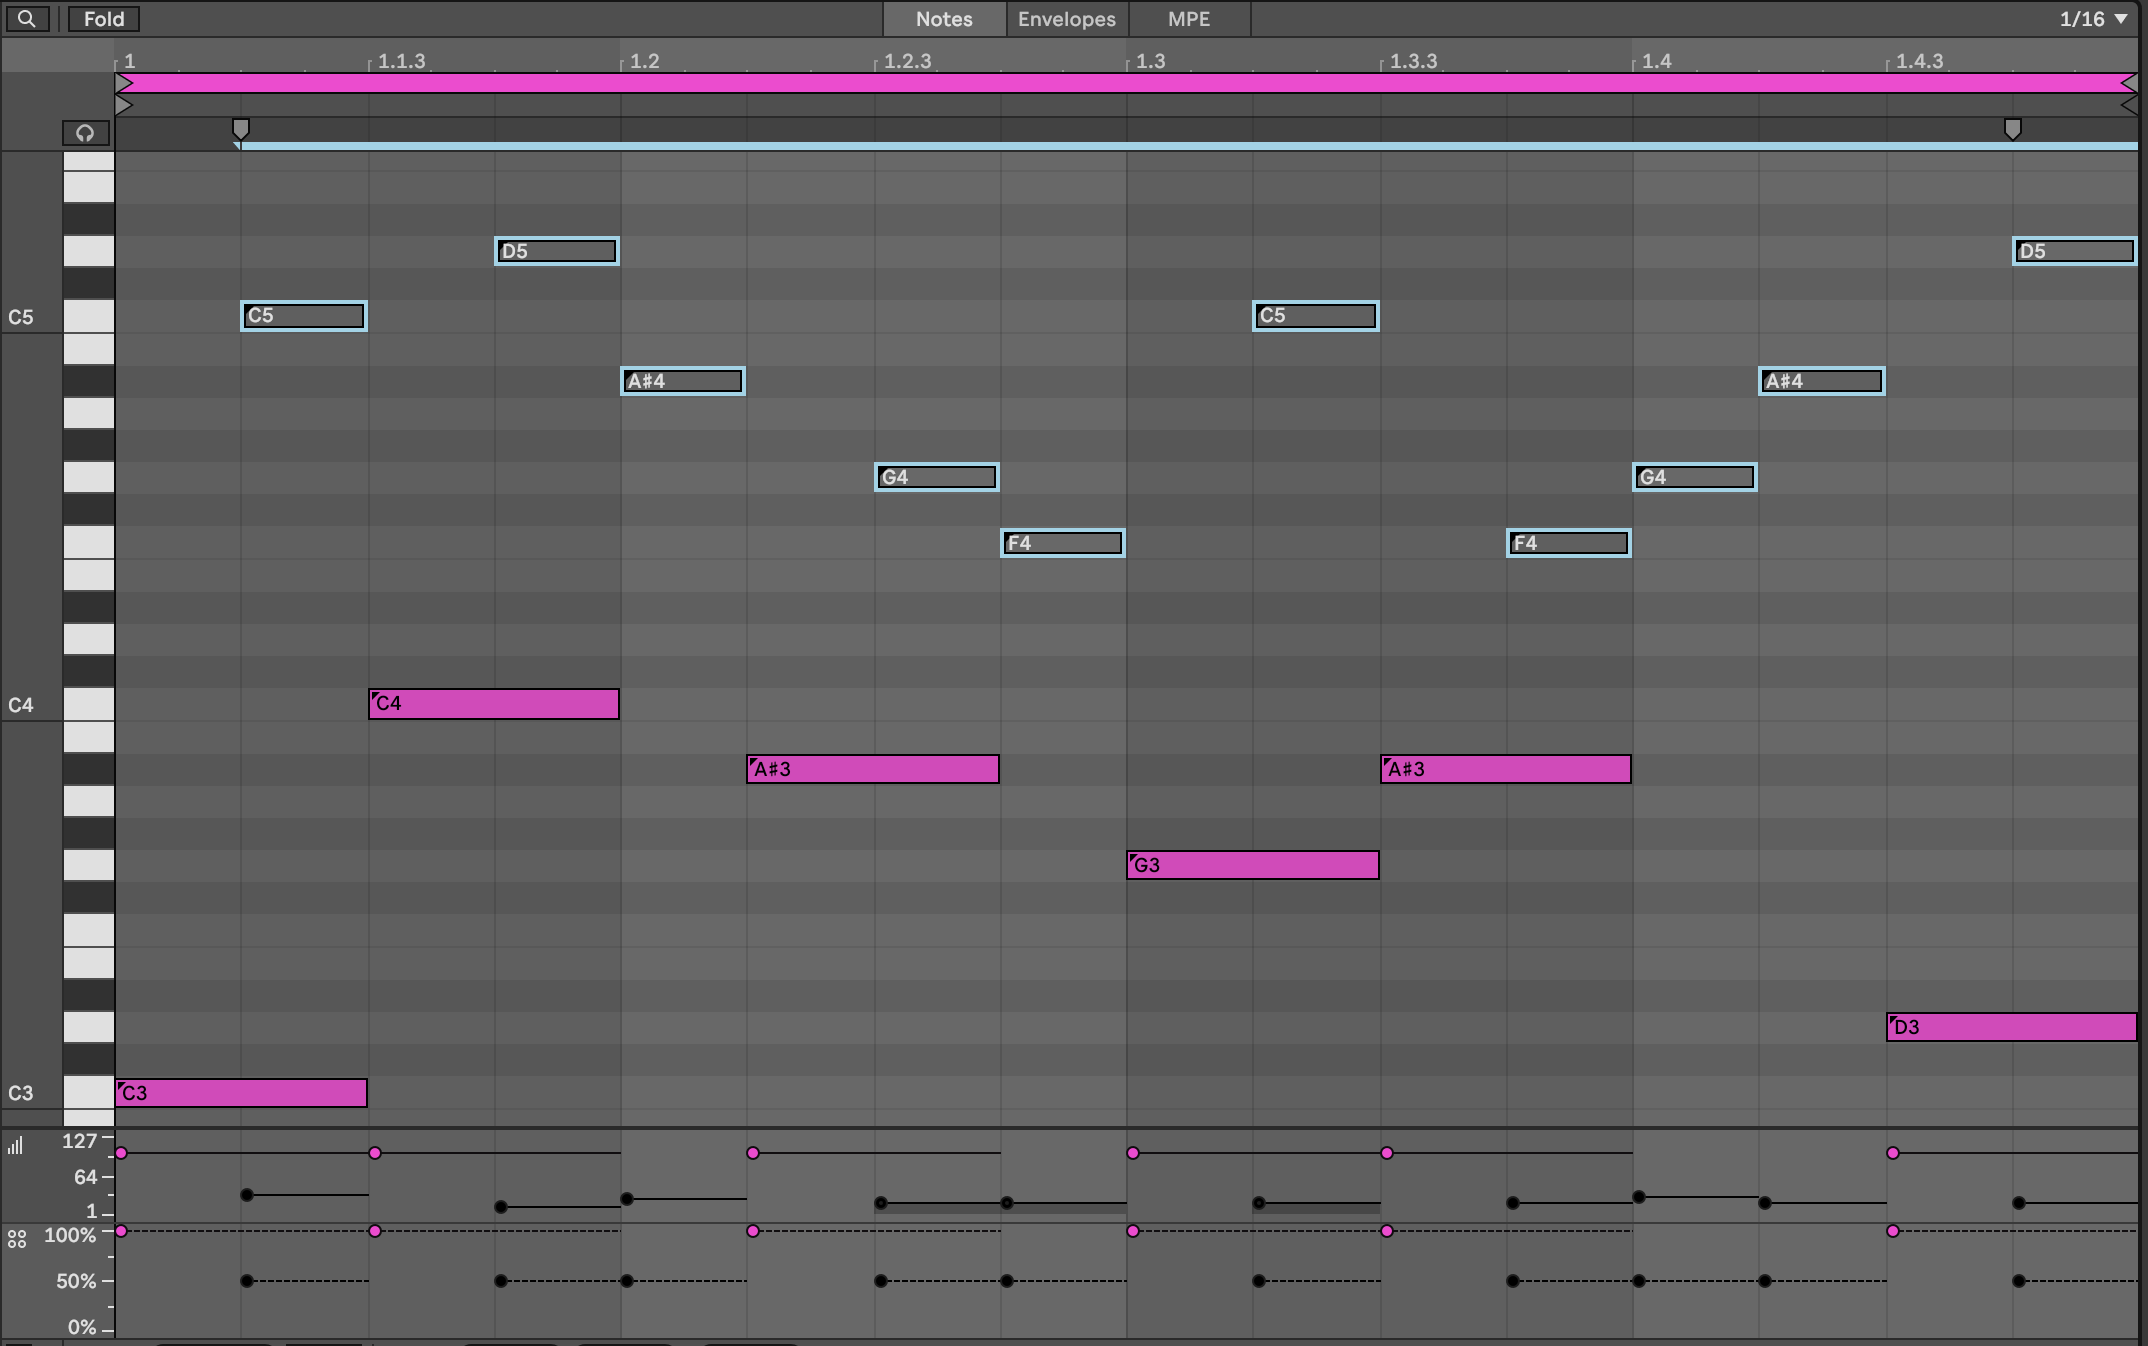 Fold Notes Envelopes MPE 1/16
1 1.1.3 1.2 1.2.3 1.3 1.3.3 1.4 1.4.3
D5 D5
C5 C5 C5
A♯4 A♯4
G4 G4
F4 F4
C4 C4
A♯3 A♯3
G3
D3
C3 C3
127
64
1
100%
50%
0%